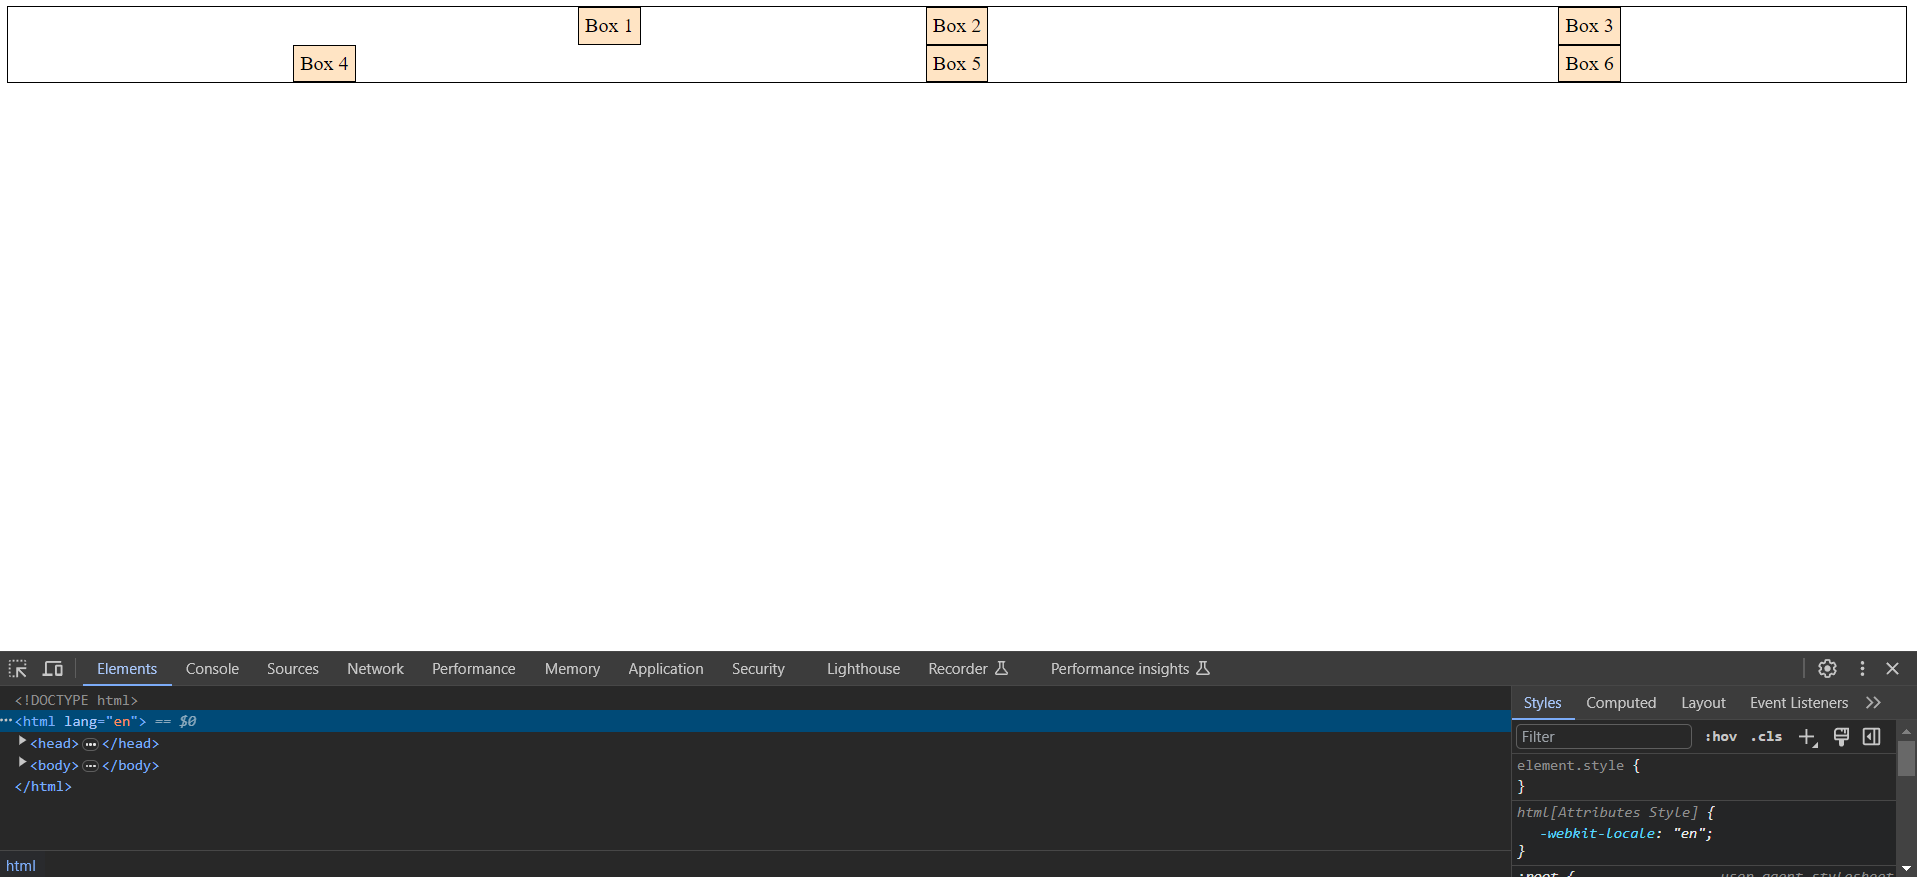 Box 1 Box 2 Box 3
Box 4 Box 5 Box 6
Elements Console Sources Network Performance Memory Application Security Lighthouse Recorder Performance insights
<!DOCTYPE html>
<html lang="en"> == $0
<head> </head>
<body> </body>
</html>
html
Styles Computed Layout Event Listeners
Filter :hov .cls
element.style {
}
html[Attributes Style] {
-webkit-locale: "en";
}
:root { user agent stylesheet